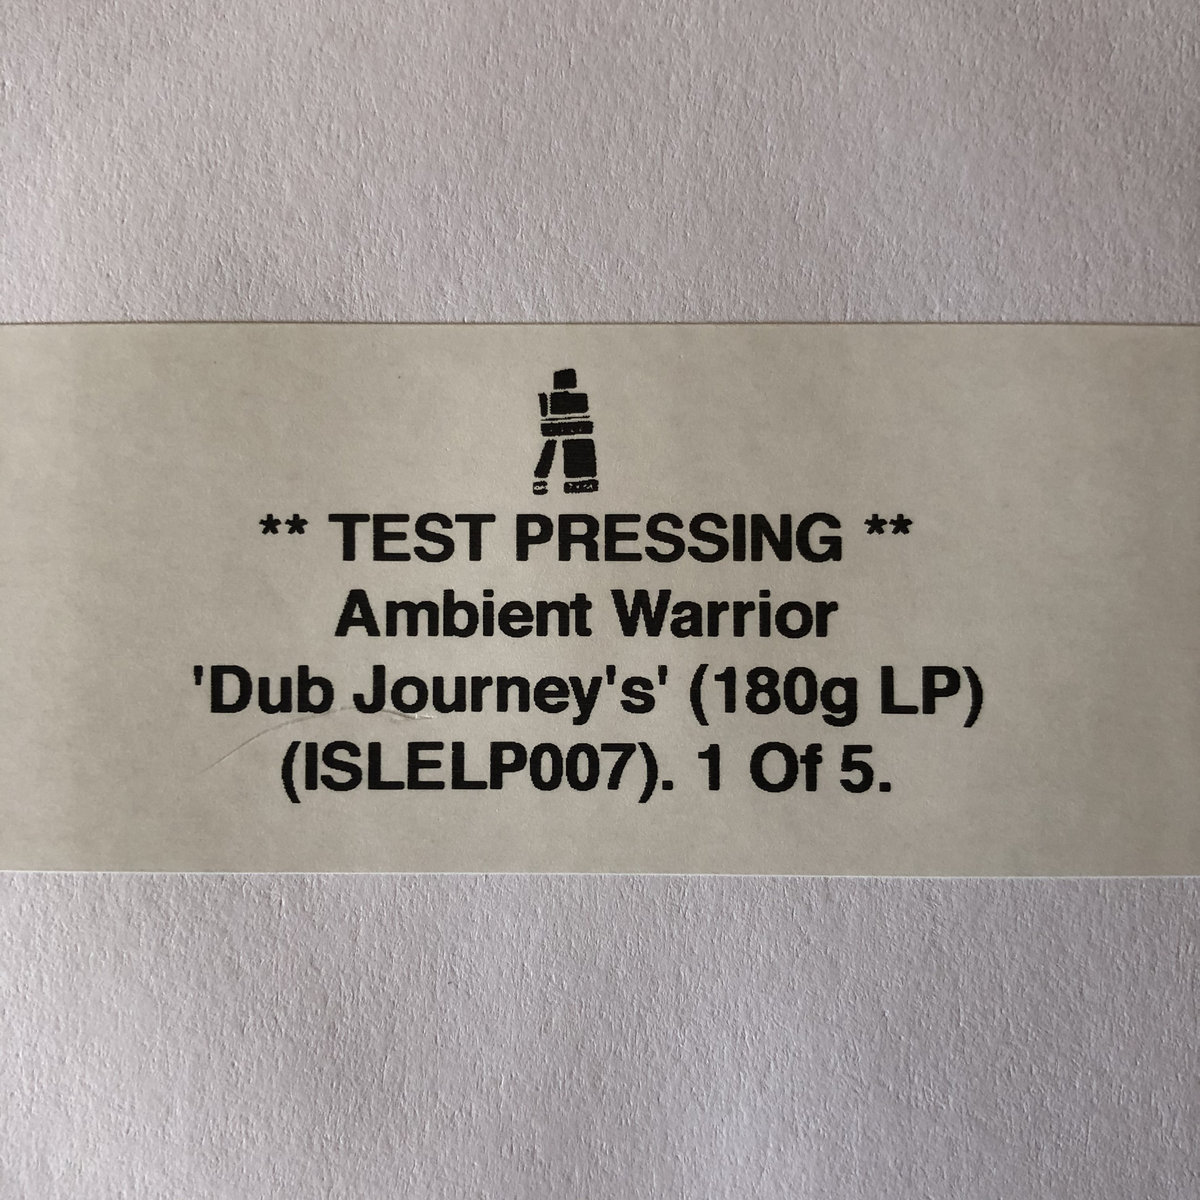 ** TEST PRESSING **
Ambient Warrior
'Dub Journey's' (180g LP)
(ISLELP007). 1 Of 5.